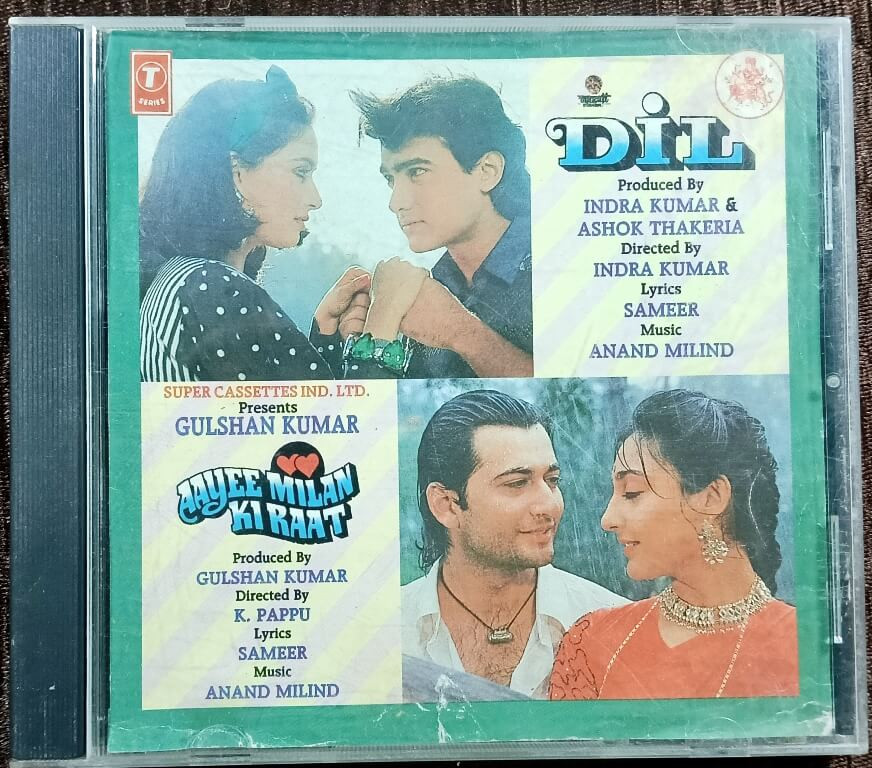 T
SERIES
DiL
Produced By
INDRA KUMAR &
ASHOK THAKERIA
Directed By
INDRA KUMAR
Lyrics
SAMEER
Music
ANAND MILIND
SUPER CASSETTES IND. LTD.
Presents
GULSHAN KUMAR
AAYEE MILAN
KI RAAT
Produced By
GULSHAN KUMAR
Directed By
K. PAPPU
Lyrics
SAMEER
Music
ANAND MILIND